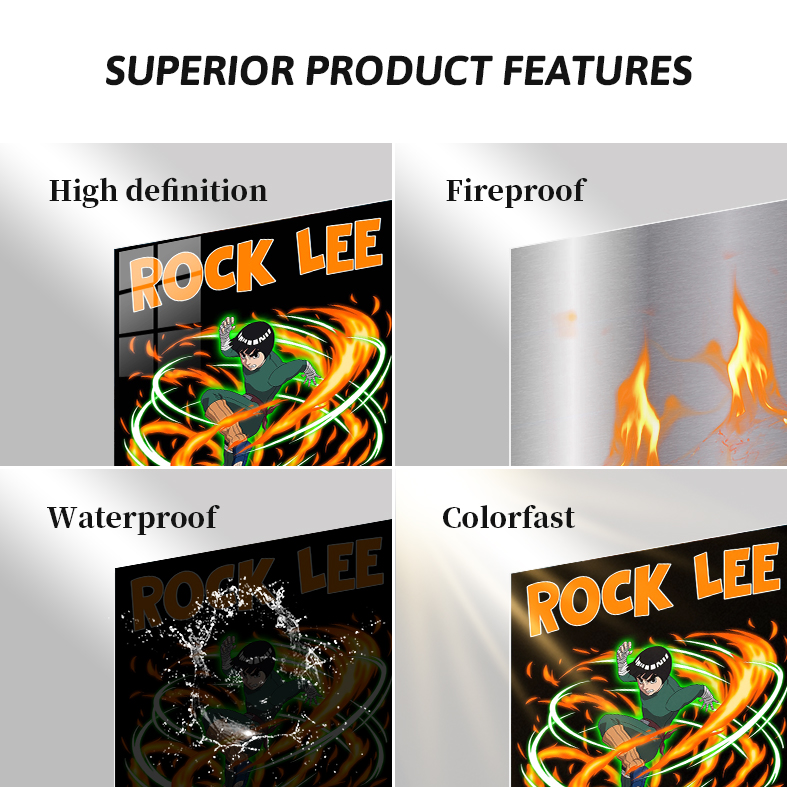 SUPERIOR PRODUCT FEATURES
High definition
Fireproof
ROCK LEE
Waterproof
Colorfast
ROCK LEE
ROCK LEE